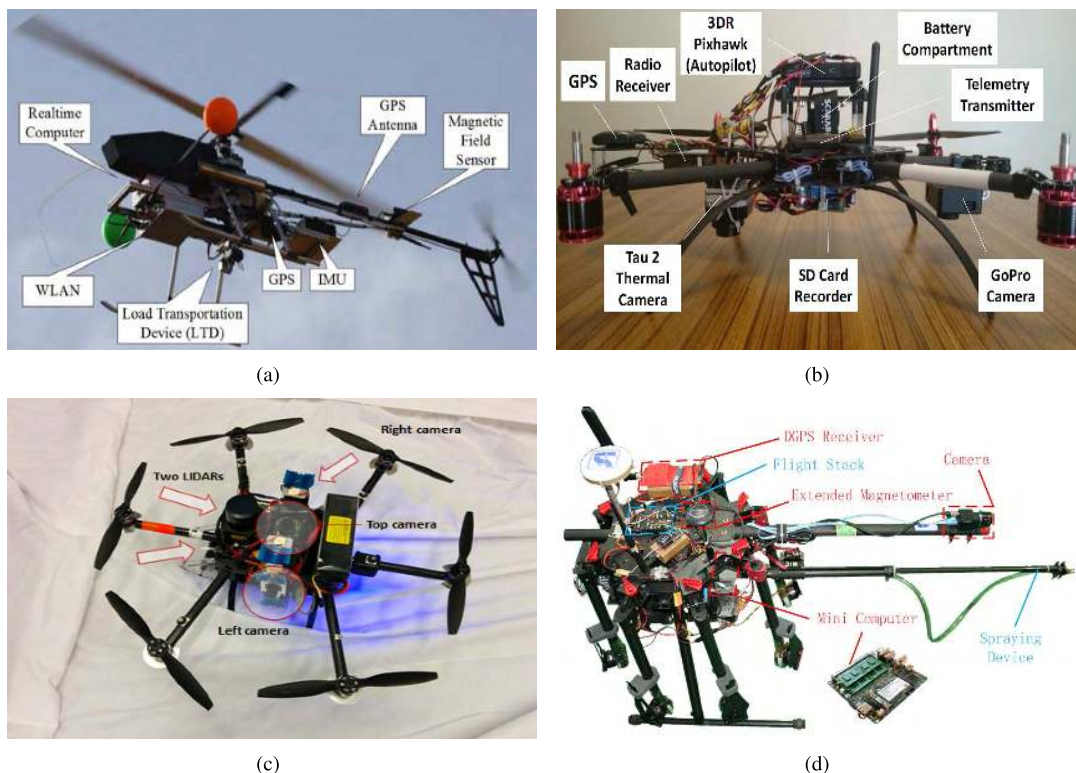 Realtime
Computer
GPS
Antenna
Magnetic
Field
Sensor
WLAN
Load Transportation
Device (LTD)
GPS
IMU
(a)
GPS
Radio
Receiver
3DR
Pixhawk
(Autopilot)
Battery
Compartment
Telemetry
Transmitter
Tau 2
Thermal
Camera
SD Card
Recorder
GoPro
Camera
(b)
Right camera
Two LIDARs
Top camera
Left camera
(c)
DGPS Receiver
Flight Stack
Camera
Extended Magnetometer
Mini Computer
Spraying
Device
(d)